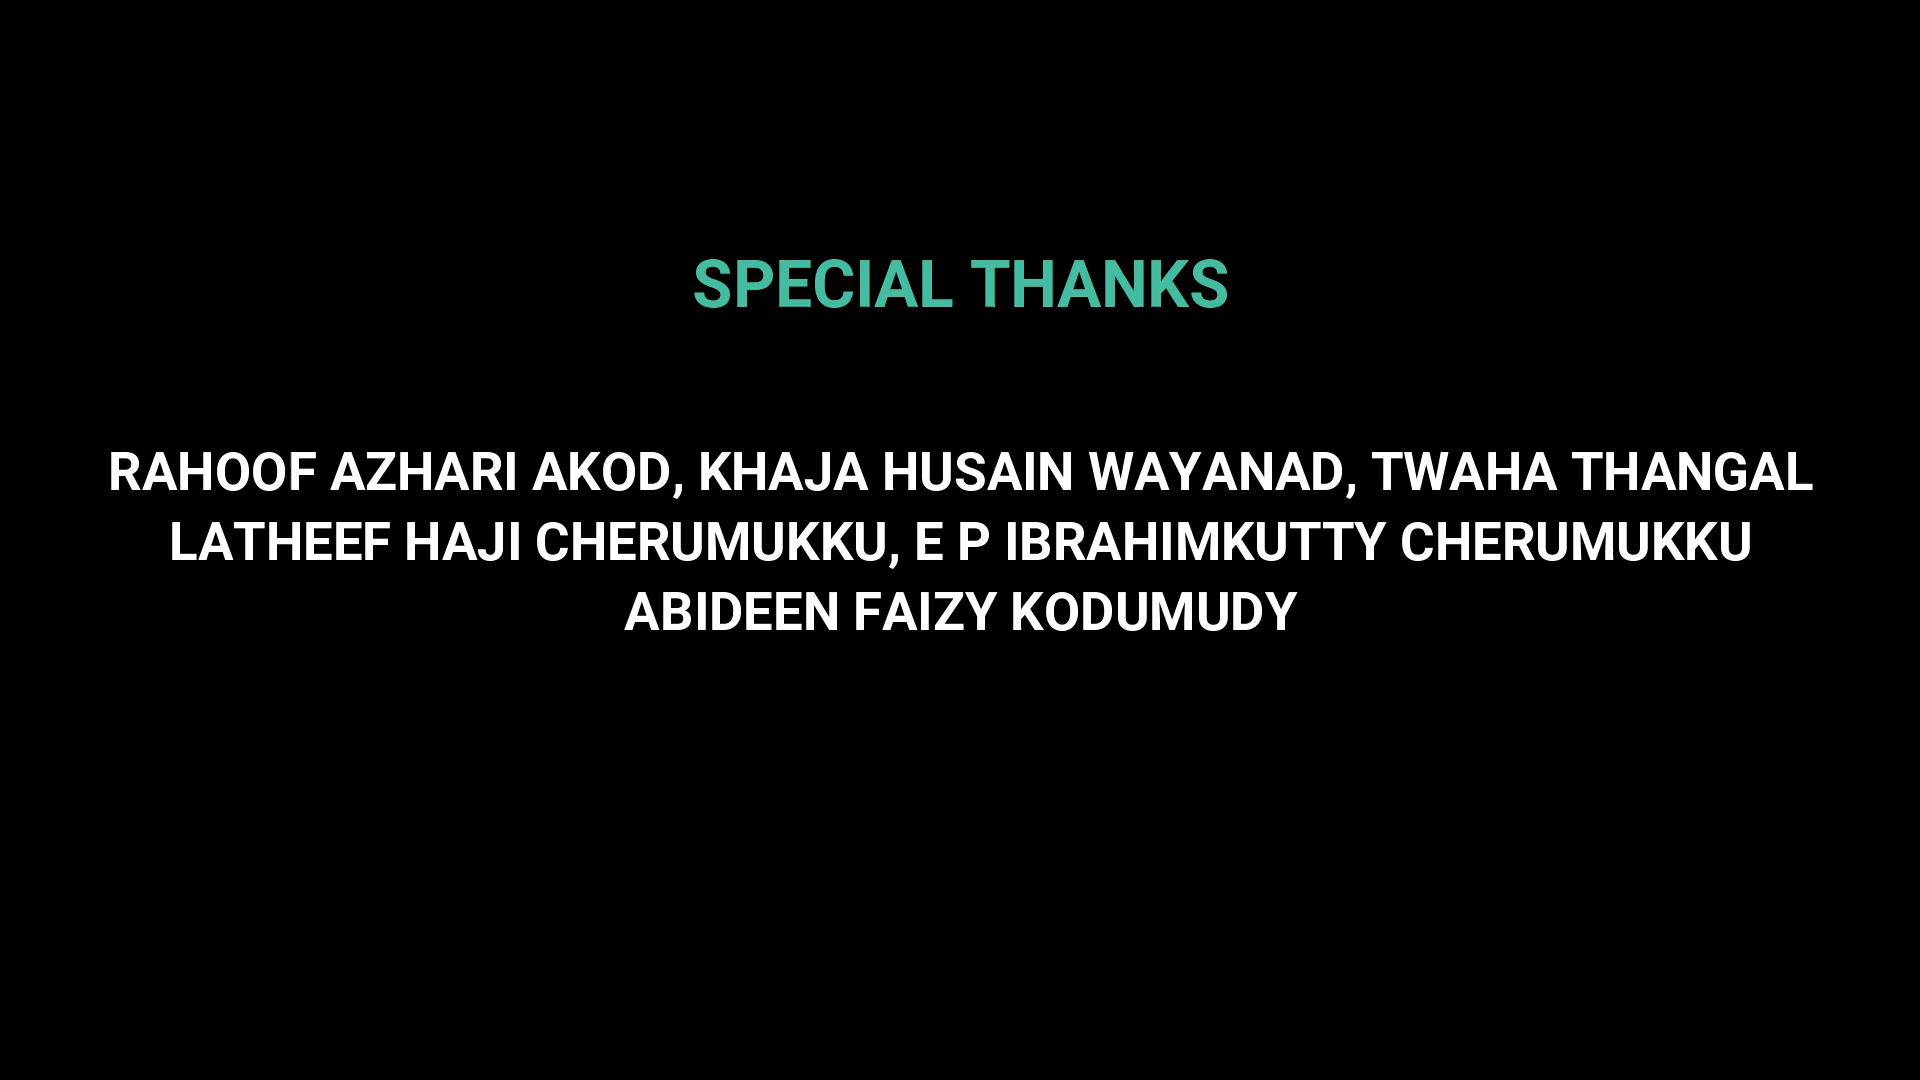 SPECIAL THANKS
RAHOOF AZHARI AKOD, KHAJA HUSAIN WAYANAD, TWAHA THANGAL
LATHEEF HAJI CHERUMUKKU, E P IBRAHIMKUTTY CHERUMUKKU
ABIDEEN FAIZY KODUMUDY